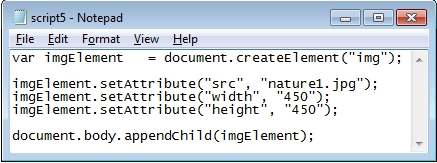 script5 - Notepad
File Edit Format View Help
var imgElement   = document.createElement("img");
imgElement.setAttribute("src", "nature1.jpg");
imgElement.setAttribute("width", "450");
imgElement.setAttribute("height", "450");
document.body.appendChild(imgElement);